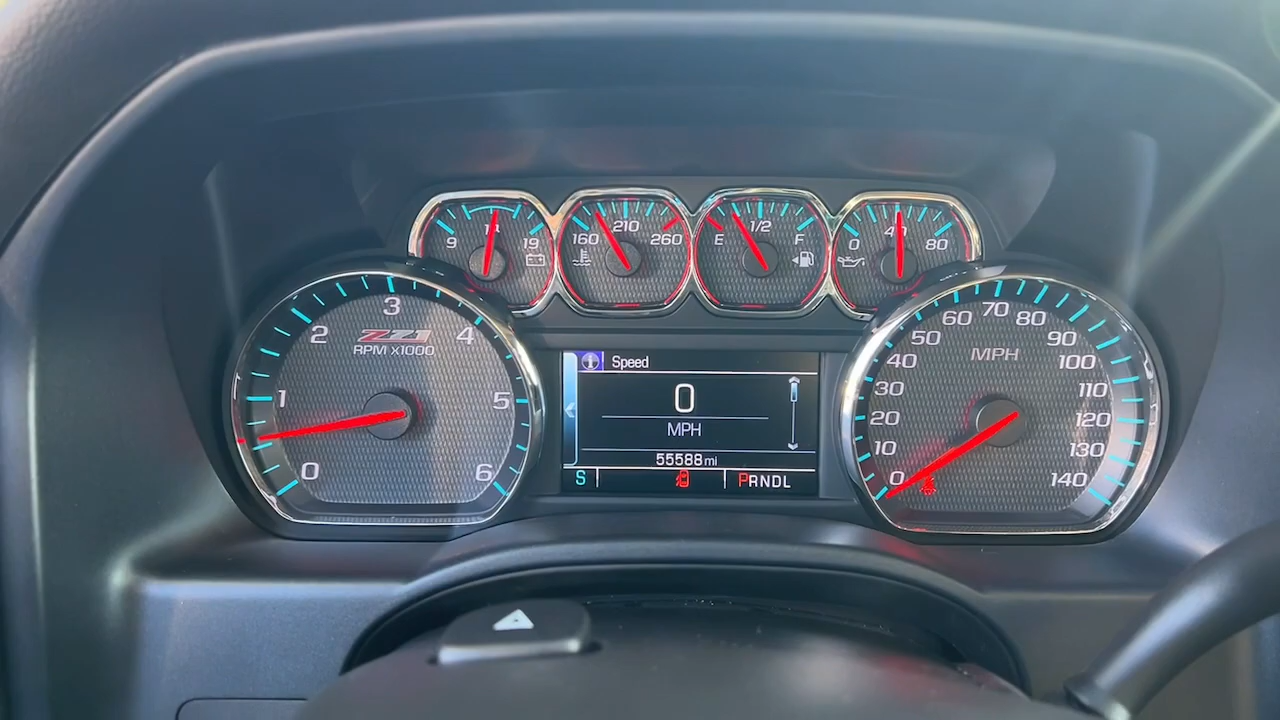 9 14 19
160 210 260
E 1/2 F
0 40 80
0 1 2 3 4 5 6
Z71
RPM X1000
Speed
0
MPH
55588 mi
S
PRNDL
0 10 20 30 40 50 60 70 80 90 100 110 120 130 140
MPH